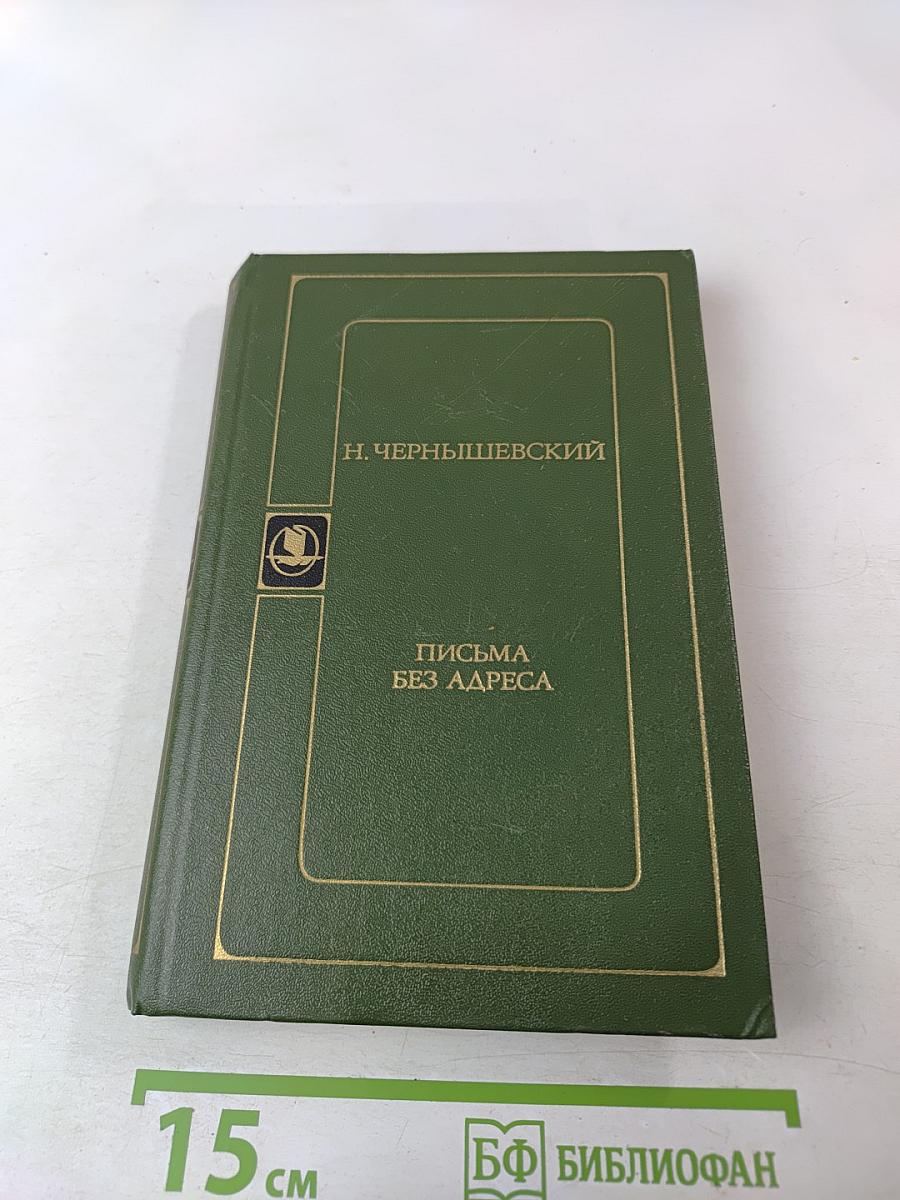 Н. ЧЕРНЫШЕВСКИЙ
ПИСЬМА
БЕЗ АДРЕСА
15 см
БФ БИБЛИОФАН